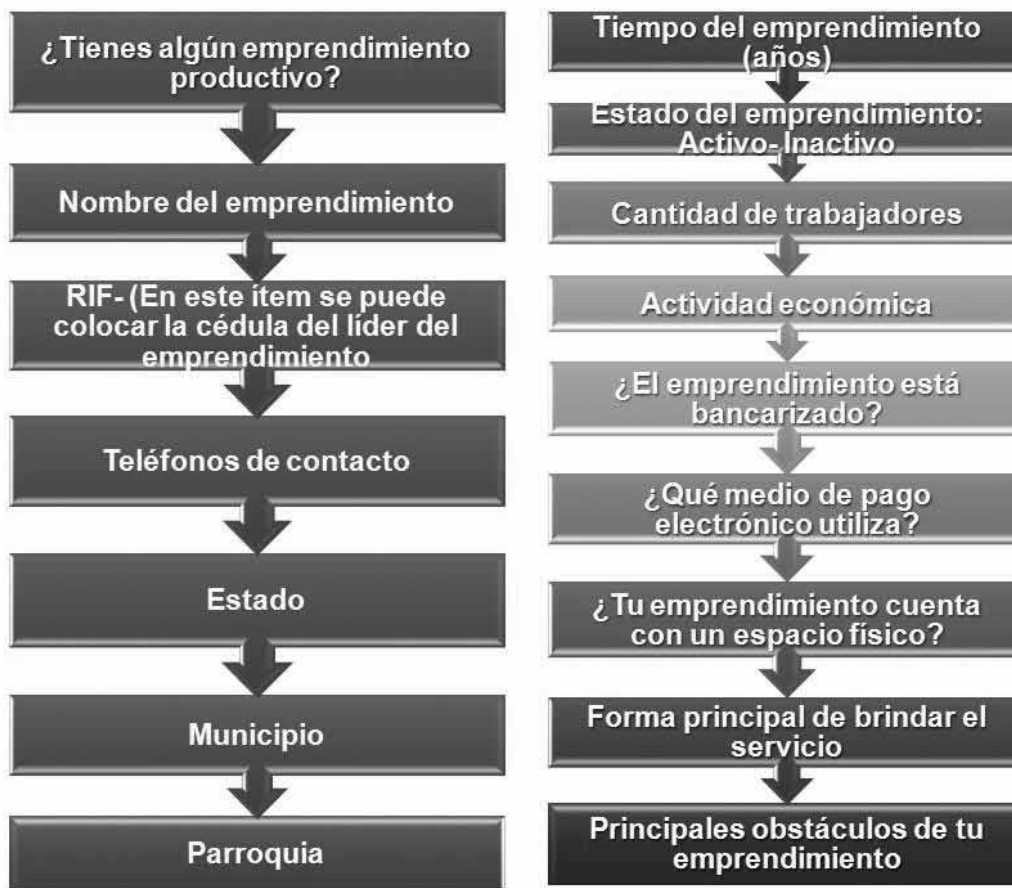 ¿Tienes algún emprendimiento
productivo?
Nombre del emprendimiento
RIF- (En este ítem se puede
colocar la cédula del líder del
emprendimiento
Teléfonos de contacto
Estado
Municipio
Parroquia
Tiempo del emprendimiento
(años)
Estado del emprendimiento:
Activo- Inactivo
Cantidad de trabajadores
Actividad económica
¿El emprendimiento está
bancarizado?
¿Qué medio de pago
electrónico utiliza?
¿Tu emprendimiento cuenta
con un espacio físico?
Forma principal de brindar el
servicio
Principales obstáculos de tu
emprendimiento